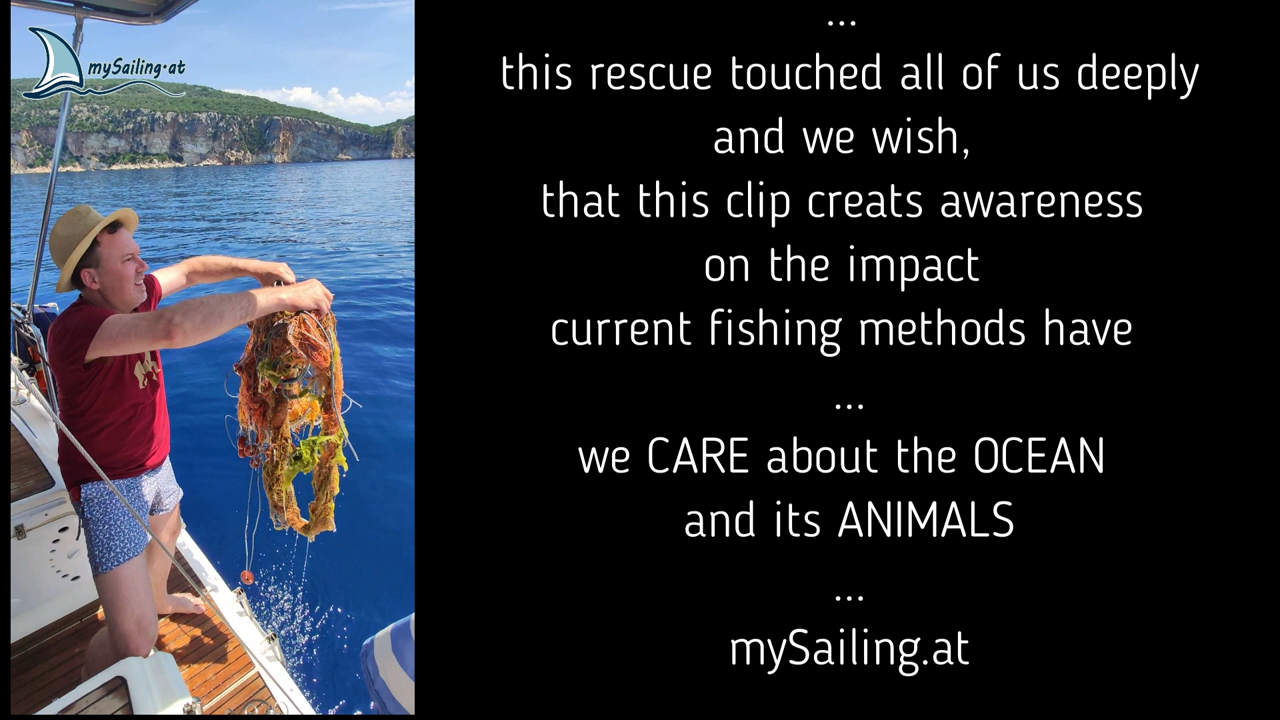 mySailing.at
...
this rescue touched all of us deeply
and we wish,
that this clip creats awareness
on the impact
current fishing methods have
...
we CARE about the OCEAN
and its ANIMALS
...
mySailing.at